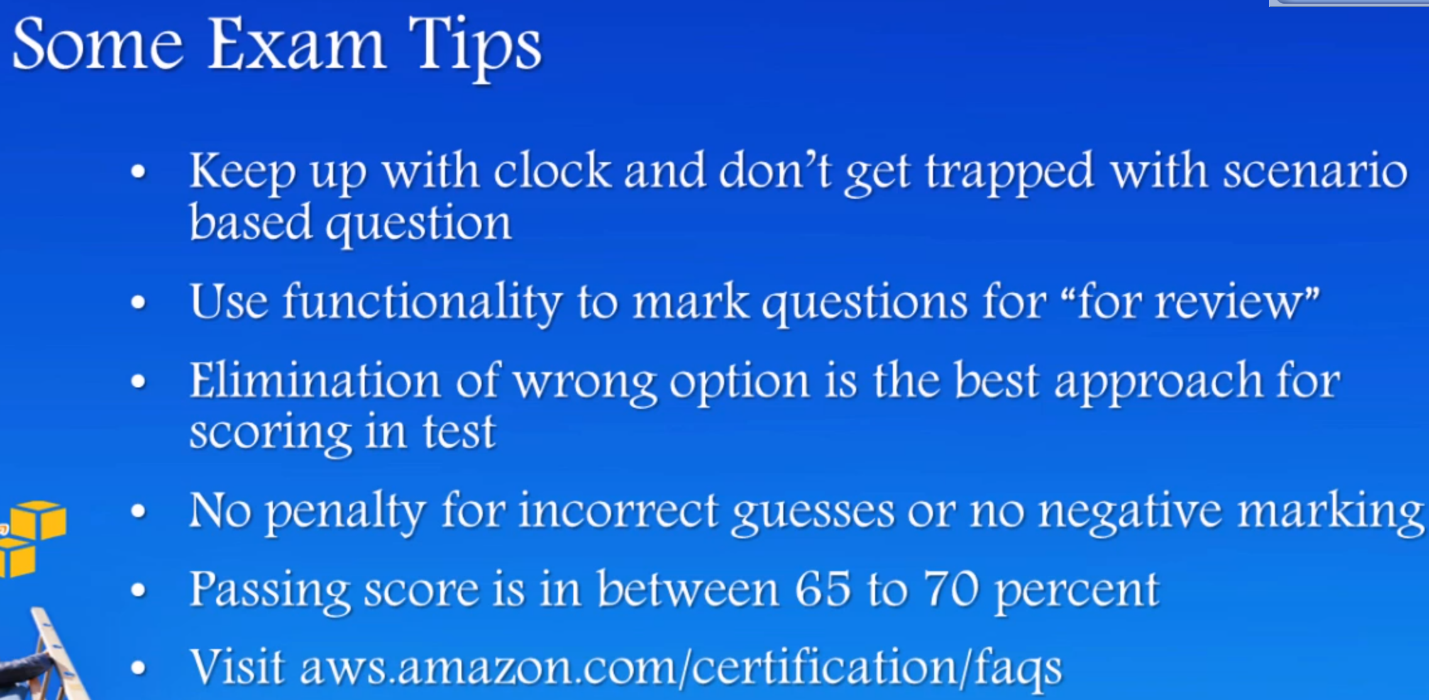 Some Exam Tips
• Keep up with clock and don't get trapped with scenario
based question
• Use functionality to mark questions for “for review”
• Elimination of wrong option is the best approach for
scoring in test
• No penalty for incorrect guesses or no negative marking
• Passing score is in between 65 to 70 percent
• Visit aws.amazon.com/certification/faqs